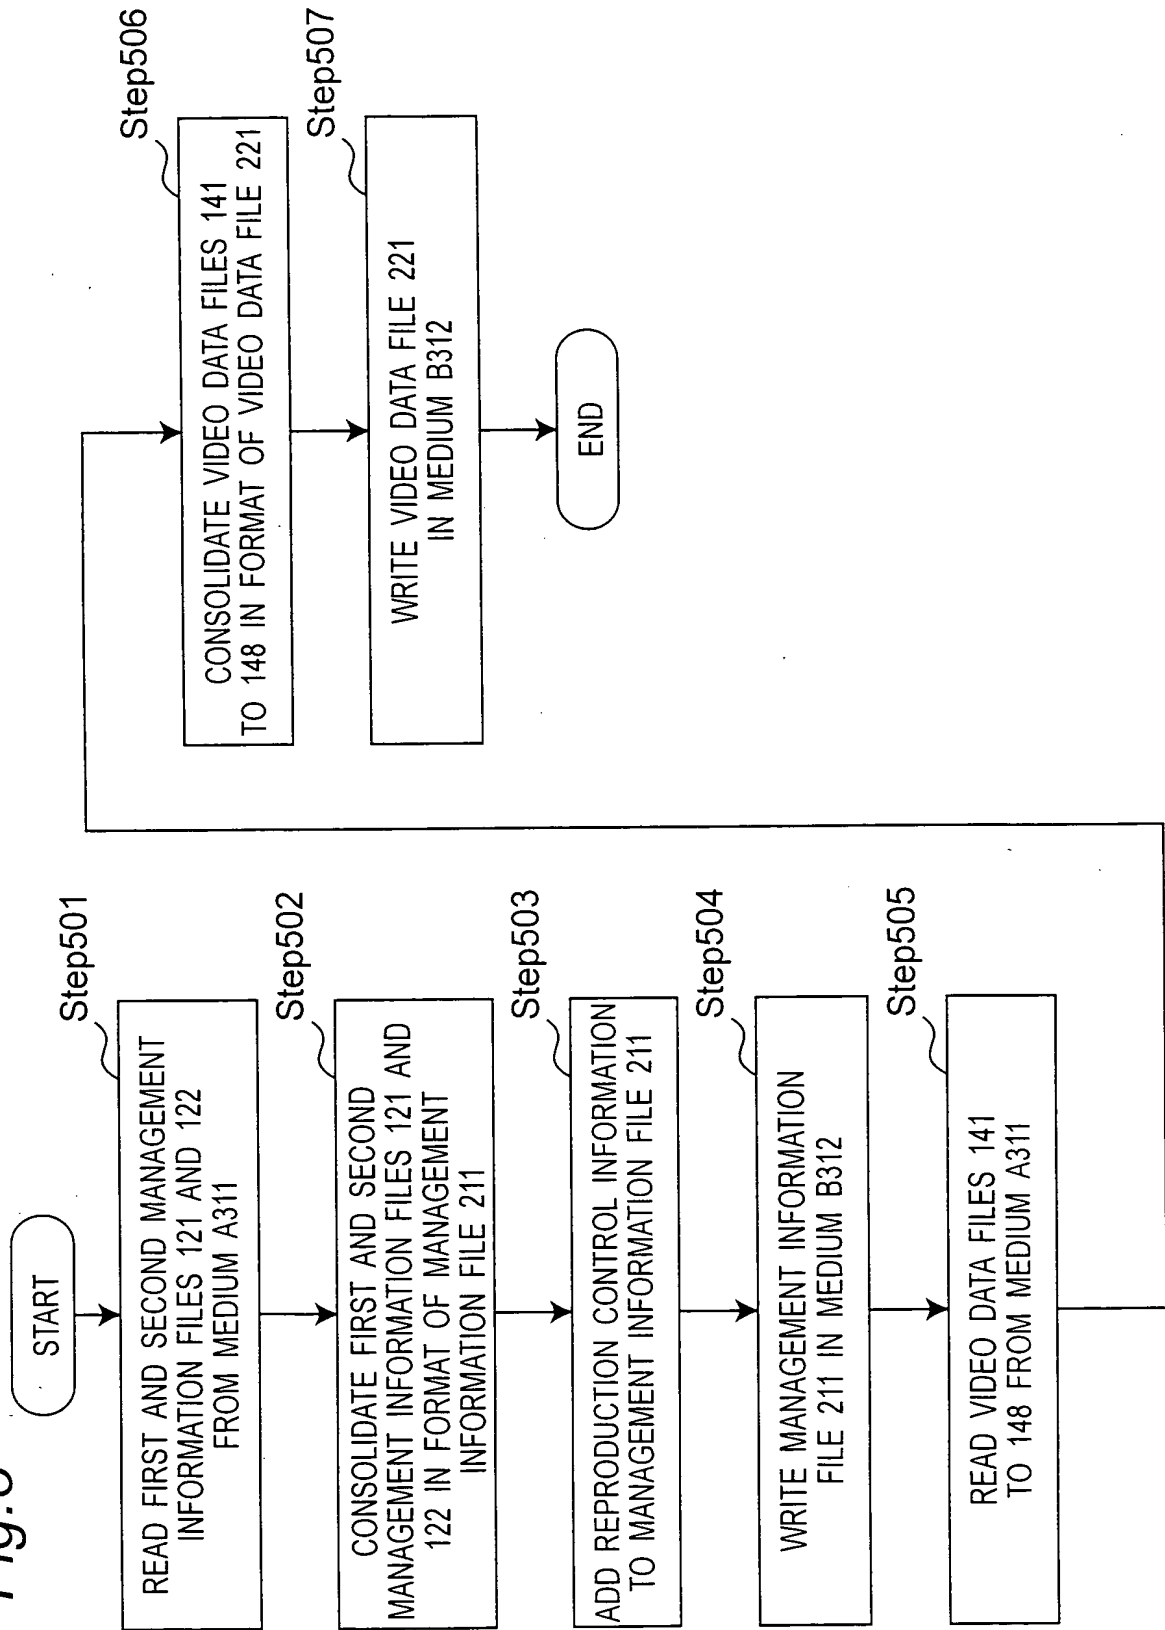 START
Step501
READ FIRST AND SECOND MANAGEMENT
INFORMATION FILES 121 AND 122
FROM MEDIUM A311
Step502
CONSOLIDATE FIRST AND SECOND
MANAGEMENT INFORMATION FILES 121 AND
122 IN FORMAT OF MANAGEMENT
INFORMATION FILE 211
Step503
ADD REPRODUCTION CONTROL INFORMATION
TO MANAGEMENT INFORMATION FILE 211
Step504
WRITE MANAGEMENT INFORMATION
FILE 211 IN MEDIUM B312
Step505
READ VIDEO DATA FILES 141
TO 148 FROM MEDIUM A311
Step506
CONSOLIDATE VIDEO DATA FILES 141
TO 148 IN FORMAT OF VIDEO DATA FILE 221
Step507
WRITE VIDEO DATA FILE 221
IN MEDIUM B312
END